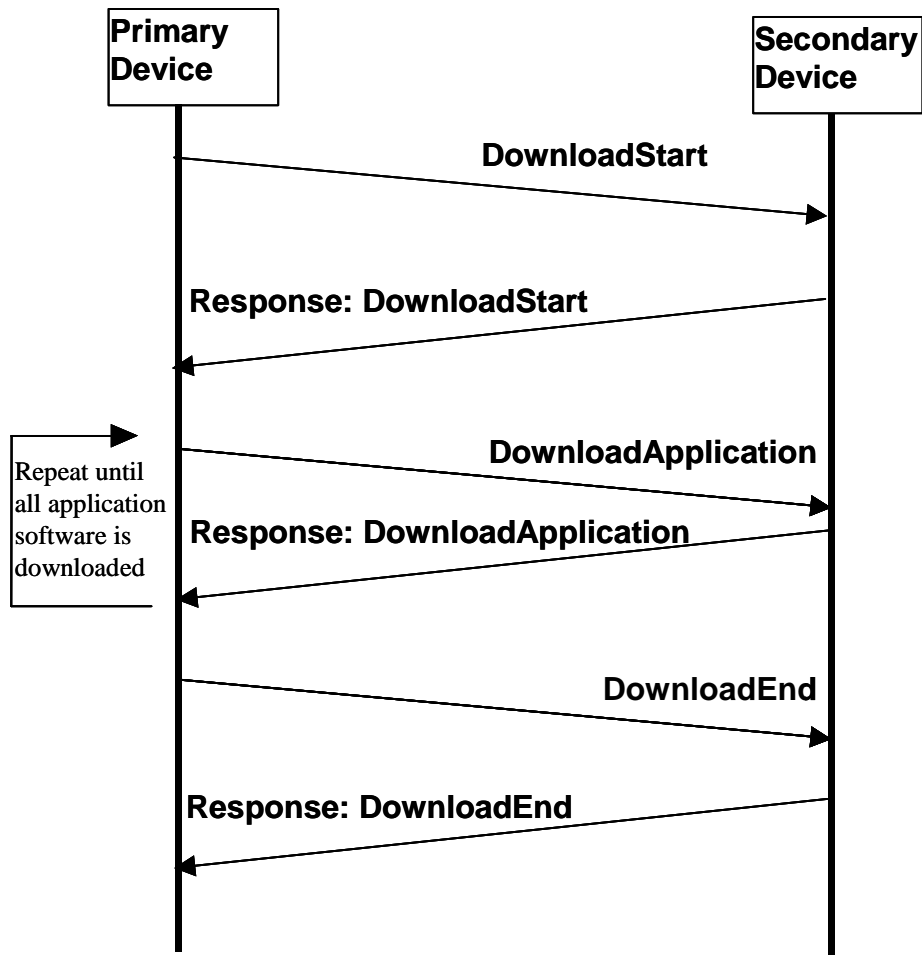 Primary
Device
Secondary
Device
DownloadStart
Response: DownloadStart
DownloadApplication
Repeat until
all application
software is
downloaded
Response: DownloadApplication
DownloadEnd
Response: DownloadEnd